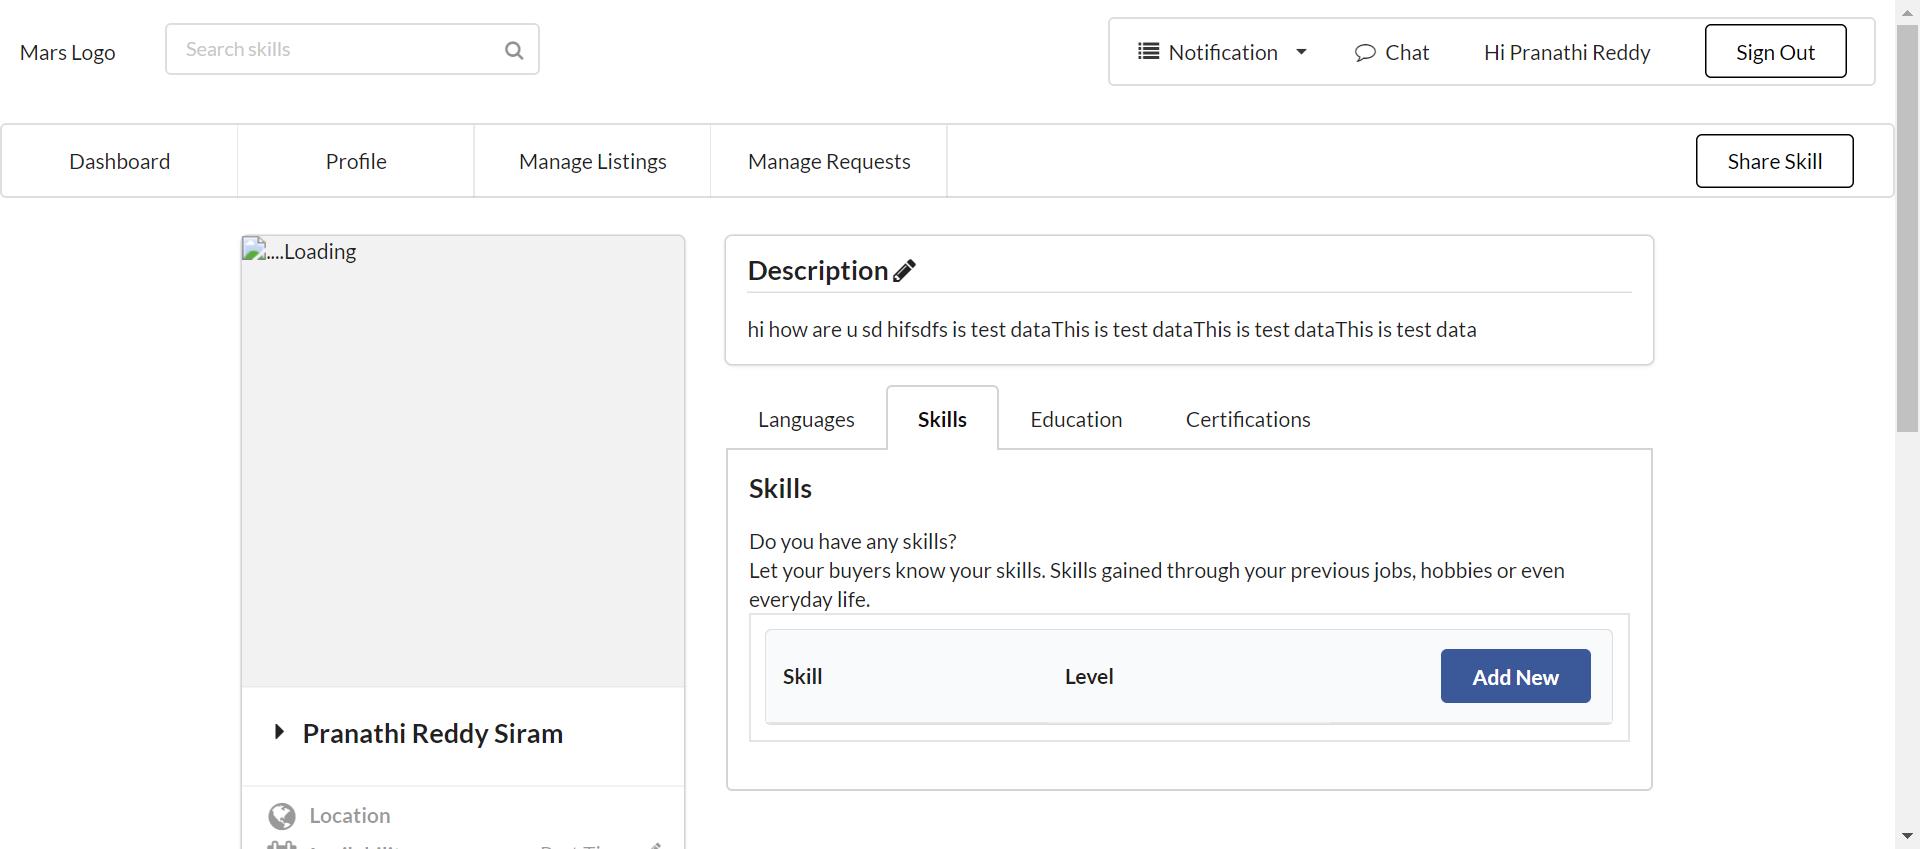 Mars Logo
Search skills
Notification
Chat
Hi Pranathi Reddy
Sign Out
Dashboard
Profile
Manage Listings
Manage Requests
Share Skill
....Loading
Pranathi Reddy Siram
Location
Description
hi how are u sd hifsdfs is test dataThis is test dataThis is test dataThis is test data
Languages
Skills
Education
Certifications
Skills
Do you have any skills?
Let your buyers know your skills. Skills gained through your previous jobs, hobbies or even
everyday life.
Skill
Level
Add New